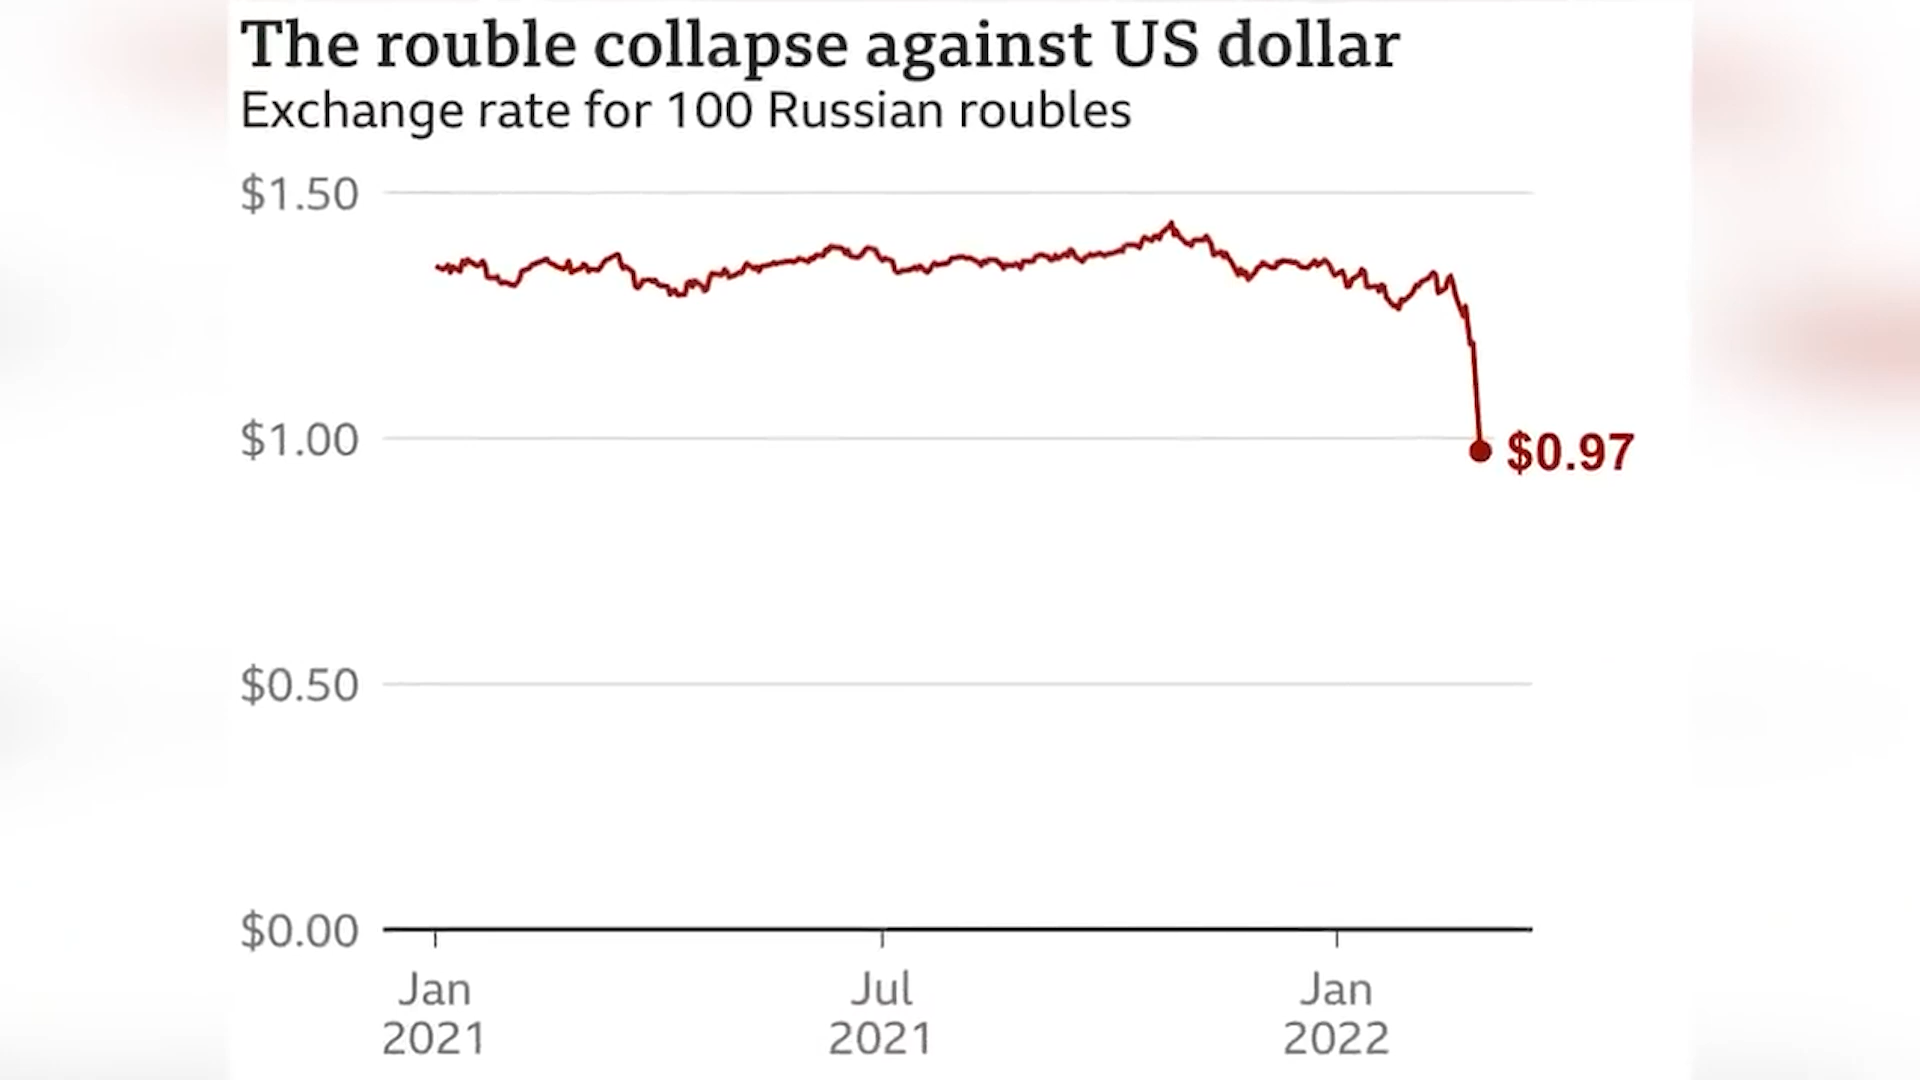 The rouble collapse against US dollar
Exchange rate for 100 Russian roubles
$1.50
$1.00
$0.97
$0.50
$0.00
Jan
2021
Jul
2021
Jan
2022